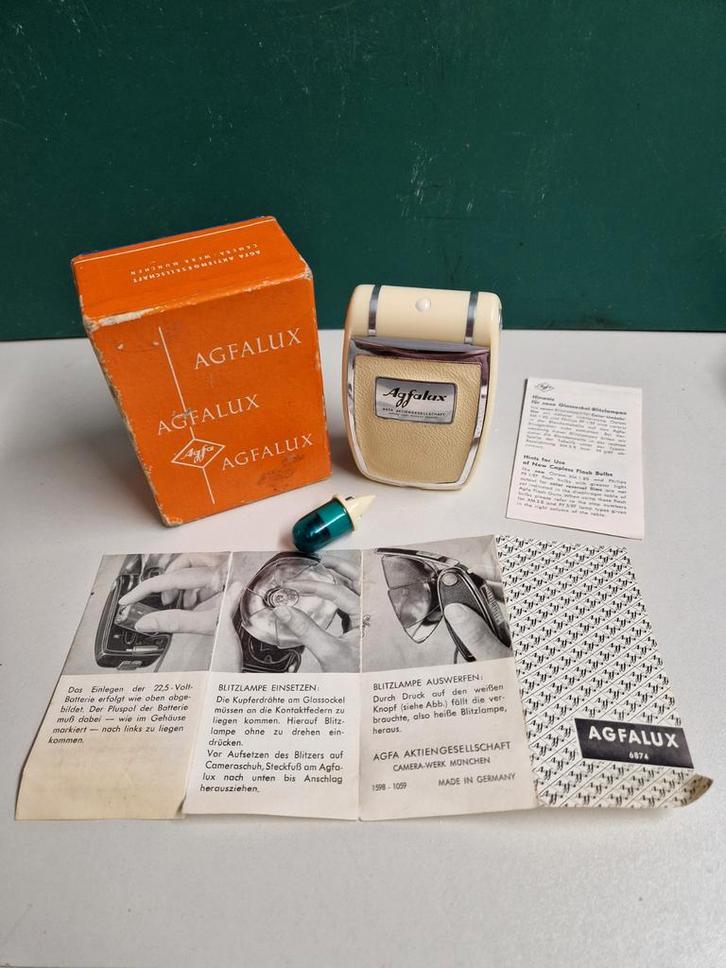 AGFA AKTIENGESELLSCHAFT
CAMERA-WERK MÜNCHEN
AGFALUX
AGFALUX
Agfa
AGFALUX
Agfalux
AGFA AKTIENGESELLSCHAFT
Hinweis
für neue Glassockel-Blitzlampen
Hints for Use
of New Capless Flash Bulbs
Das Einlegen der 22,5-Volt-
Batterie erfolgt wie oben abge-
bildet. Der Pluspol der Batterie
muß dabei — wie im Gehäuse
markiert — nach links zu liegen
kommen.
BLITZLAMPE EINSETZEN:
Die Kupferdrähte am Glassockel
müssen an die Kontaktfedern zu
liegen kommen. Hierauf Blitz-
lampe ohne zu drehen ein-
drücken.
Vor Aufsetzen des Blitzers auf
Cameraschuh, Steckfuß am Agfa-
lux nach unten bis Anschlag
herausziehen.
BLITZLAMPE AUSWERFEN:
Durch Druck auf den weißen
Knopf (siehe Abb.) fällt die ver-
brauchte, also heiße Blitzlampe,
heraus.
AGFA AKTIENGESELLSCHAFT
CAMERA-WERK MÜNCHEN
1598 - 1059 MADE IN GERMANY
AGFALUX
6874